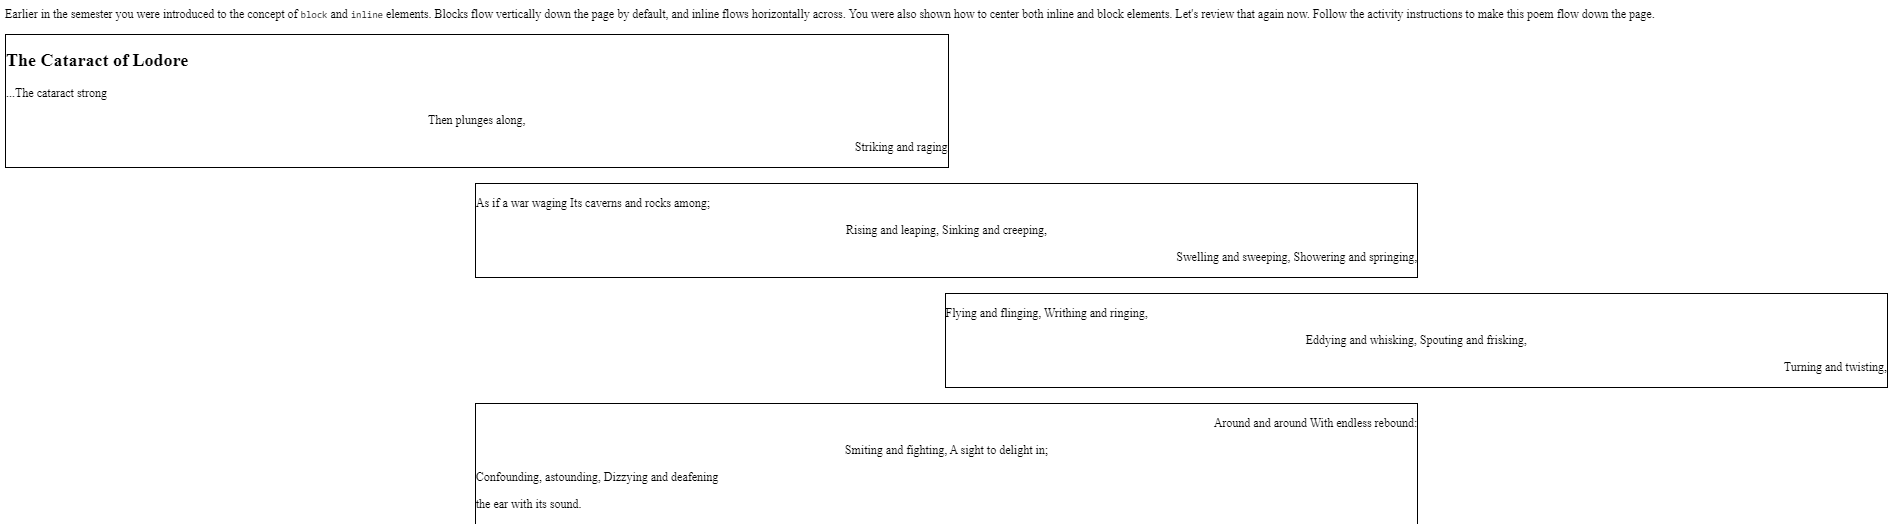 Earlier in the semester you were introduced to the concept of block and inline elements. Blocks flow vertically down the page by default, and inline flows horizontally across. You were also shown how to center both inline and block elements. Let's review that again now. Follow the activity instructions to make this poem flow down the page.
The Cataract of Lodore
...The cataract strong
Then plunges along,
Striking and raging
As if a war waging Its caverns and rocks among;
Rising and leaping, Sinking and creeping,
Swelling and sweeping, Showering and springing,
Flying and flinging, Writhing and ringing,
Eddying and whisking, Spouting and frisking,
Turning and twisting,
Around and around With endless rebound:
Smiting and fighting, A sight to delight in;
Confounding, astounding, Dizzying and deafening
the ear with its sound.